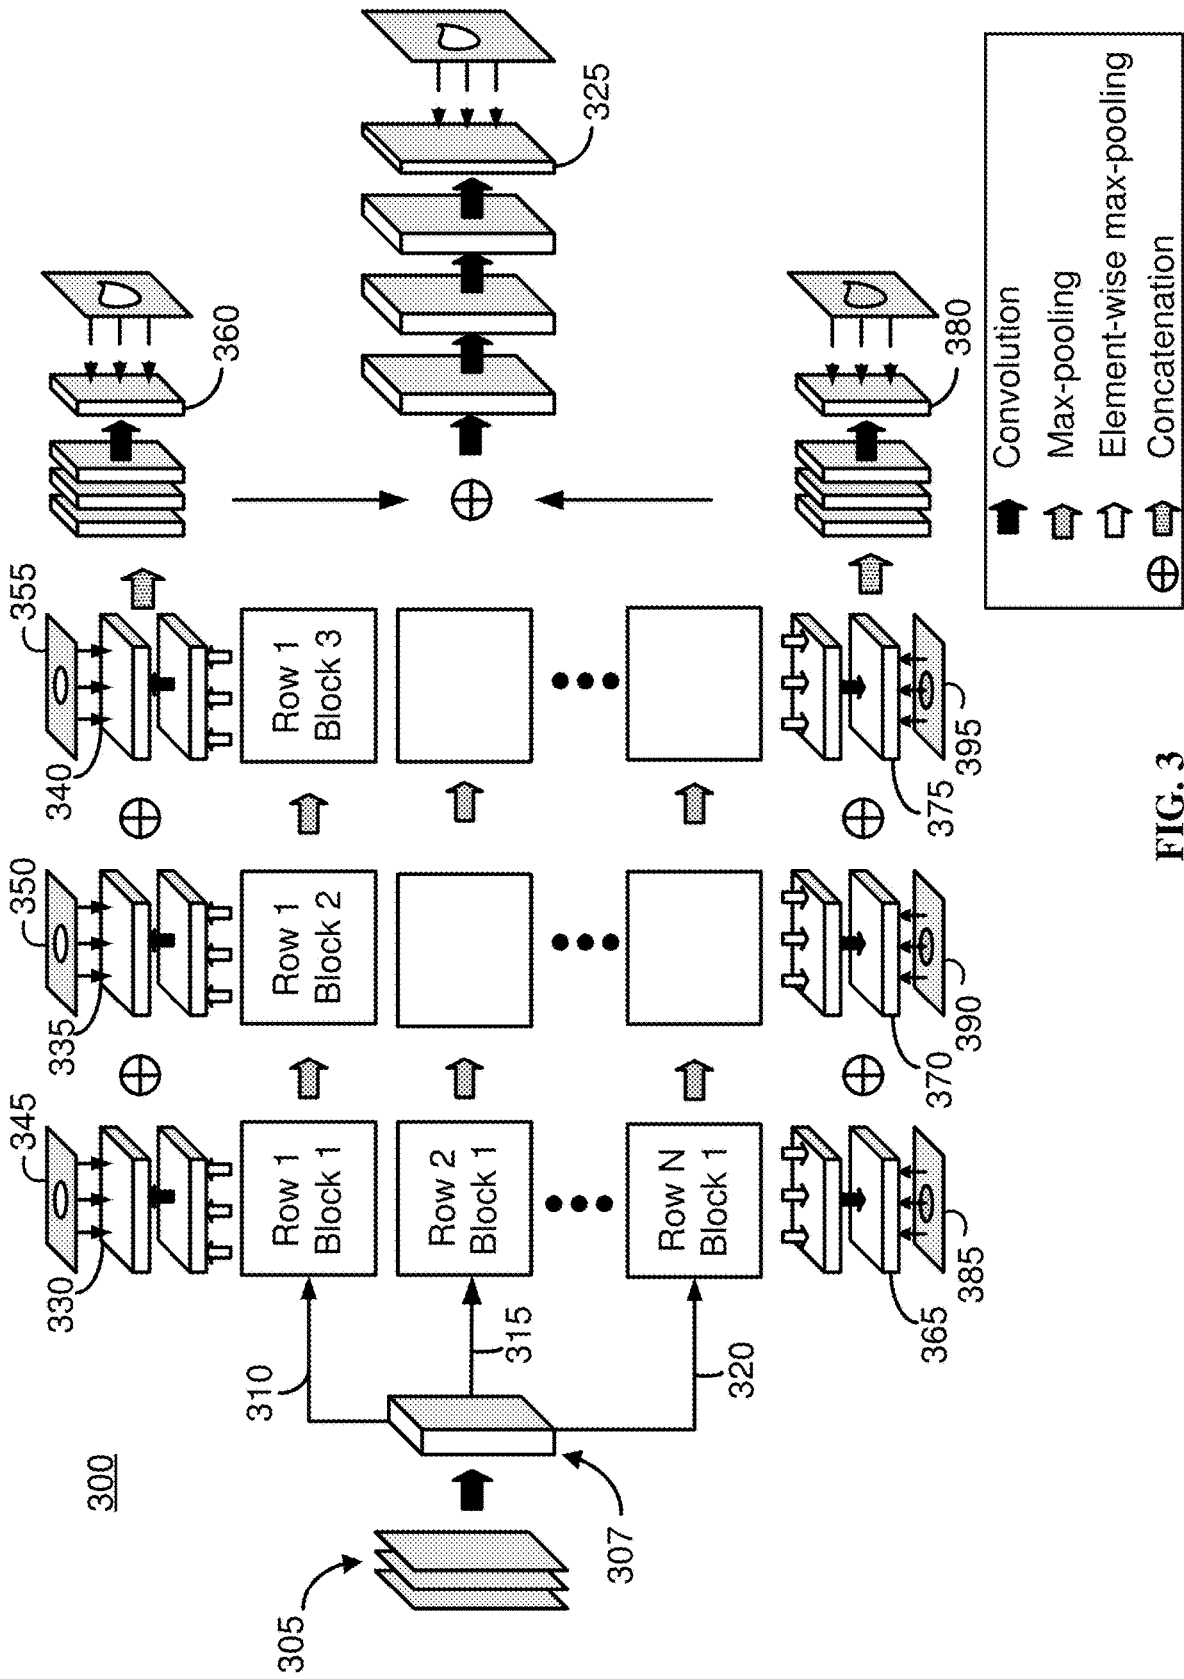 300
305
307
310
315
320
330
345
335
350
340
355
360
325
Row 1
Block 1
Row 1
Block 2
Row 1
Block 3
Row 2
Block 1
Row N
Block 1
365
385
370
390
375
395
380
Convolution
Max-pooling
Element-wise max-pooling
Concatenation
FIG. 3